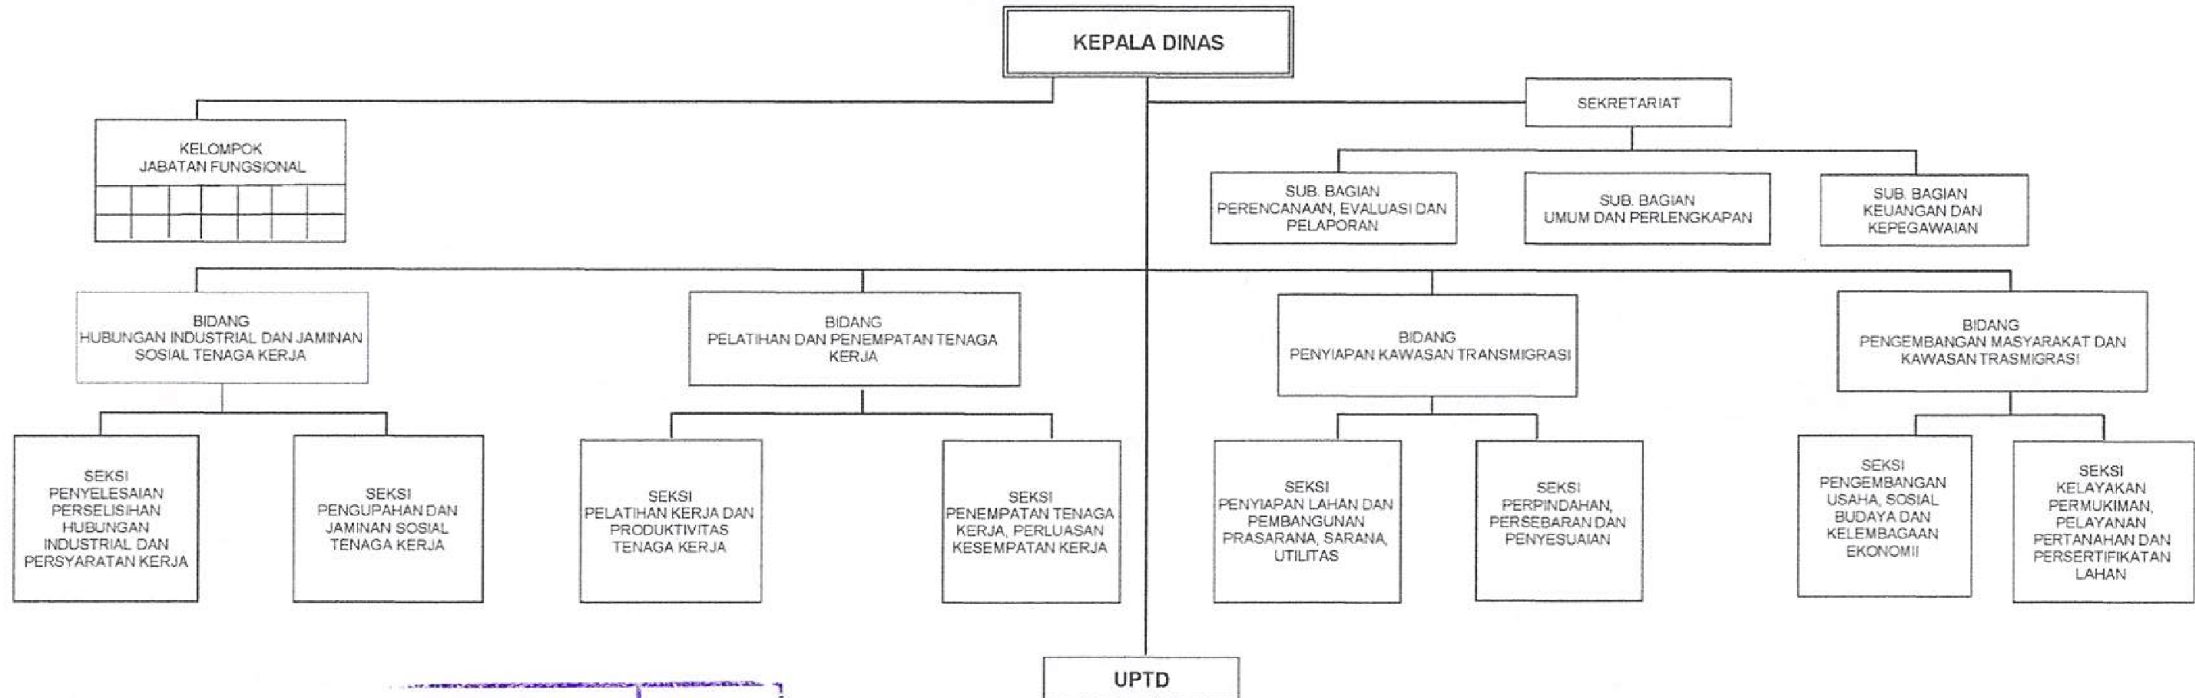 KEPALA DINAS
SEKRETARIAT
KELOMPOK
JABATAN FUNGSIONAL
SUB. BAGIAN
PERENCANAAN, EVALUASI DAN
PELAPORAN
SUB. BAGIAN
UMUM DAN PERLENGKAPAN
SUB. BAGIAN
KEUANGAN DAN
KEPEGAWAIAN
BIDANG
HUBUNGAN INDUSTRIAL DAN JAMINAN
SOSIAL TENAGA KERJA
BIDANG
PELATIHAN DAN PENEMPATAN TENAGA
KERJA
BIDANG
PENYIAPAN KAWASAN TRANSMIGRASI
BIDANG
PENGEMBANGAN MASYARAKAT DAN
KAWASAN TRASMIGRASI
SEKSI
PENYELESAIAN
PERSELISIHAN
HUBUNGAN
INDUSTRIAL DAN
PERSYARATAN KERJA
SEKSI
PENGUPAHAN DAN
JAMINAN SOSIAL
TENAGA KERJA
SEKSI
PELATIHAN KERJA DAN
PRODUKTIVITAS
TENAGA KERJA
SEKSI
PENEMPATAN TENAGA
KERJA, PERLUASAN
KESEMPATAN KERJA
SEKSI
PENYIAPAN LAHAN DAN
PEMBANGUNAN
PRASARANA, SARANA,
UTILITAS
SEKSI
PERPINDAHAN,
PERSEBARAN DAN
PENYESUAIAN
SEKSI
PENGEMBANGAN
USAHA, SOSIAL
BUDAYA DAN
KELEMBAGAAN
EKONOMII
SEKSI
KELAYAKAN
PERMUKIMAN,
PELAYANAN
PERTANAHAN DAN
PERSERTIFIKATAN
LAHAN
UPTD